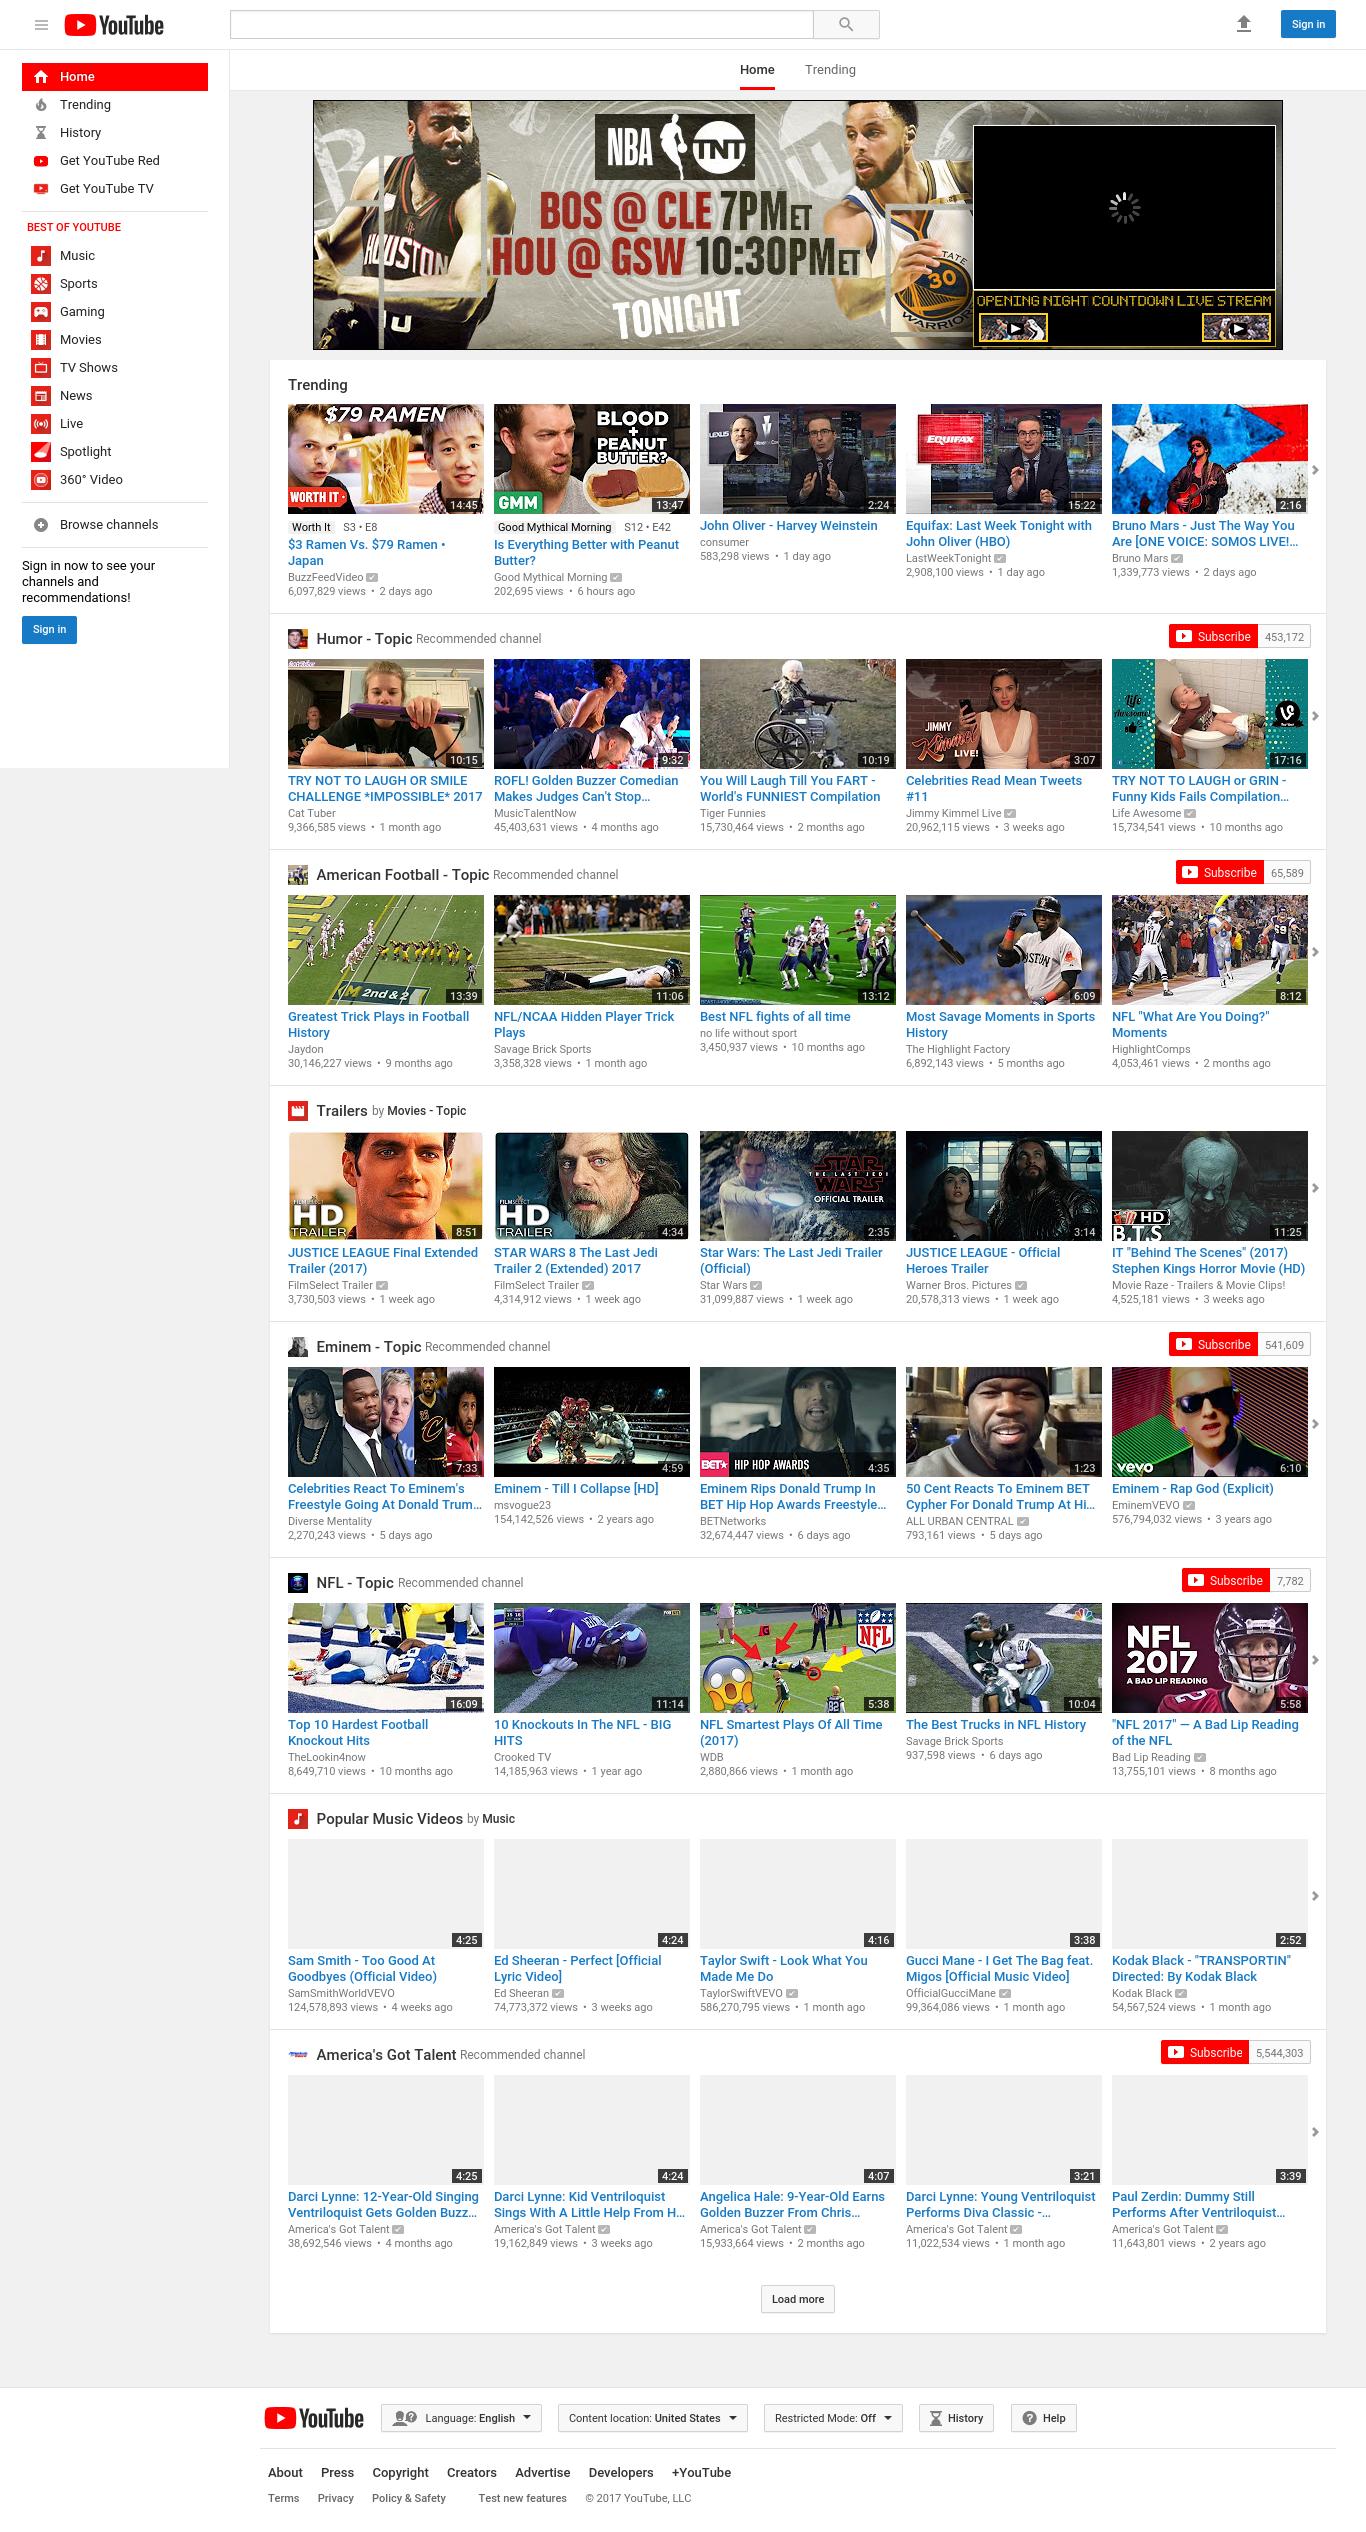 YouTube
Sign in
Home
Trending
Home
Trending
History
Get YouTube Red
Get YouTube TV
BEST OF YOUTUBE
Music
Sports
Gaming
Movies
TV Shows
News
Live
Spotlight
360° Video
Browse channels
Sign in now to see your
channels and
recommendations!
Sign in
NBA TNT
BOS @ CLE 7PM ET
HOU @ GSW 10:30PM ET
TONIGHT
HOUSTON
30
WARRIORS
OPENING NIGHT COUNTDOWN LIVE STREAM
Trending
$79 RAMEN
WORTH IT
14:45
BLOOD
+
PEANUT
BUTTER?
GMM
13:47
LEXUS
2:24
EQUIFAX
15:22
2:16
Worth It S3 • E8
$3 Ramen Vs. $79 Ramen •
Japan
BuzzFeedVideo
6,097,829 views • 2 days ago
Good Mythical Morning S12 • E42
Is Everything Better with Peanut
Butter?
Good Mythical Morning
202,695 views • 6 hours ago
John Oliver - Harvey Weinstein
consumer
583,298 views • 1 day ago
Equifax: Last Week Tonight with
John Oliver (HBO)
LastWeekTonight
2,908,100 views • 1 day ago
Bruno Mars - Just The Way You
Are [ONE VOICE: SOMOS LIVE!...
Bruno Mars
1,339,773 views • 2 days ago
Humor - Topic Recommended channel
Subscribe 453,172
10:15
9:32
10:19
JIMMY
Kimmel
LIVE!
3:07
Life
Awesome!
17:16
TRY NOT TO LAUGH OR SMILE
CHALLENGE *IMPOSSIBLE* 2017
Cat Tuber
9,366,585 views • 1 month ago
ROFL! Golden Buzzer Comedian
Makes Judges Can't Stop...
MusicTalentNow
45,403,631 views • 4 months ago
You Will Laugh Till You FART -
World's FUNNIEST Compilation
Tiger Funnies
15,730,464 views • 2 months ago
Celebrities Read Mean Tweets
#11
Jimmy Kimmel Live
20,962,115 views • 3 weeks ago
TRY NOT TO LAUGH or GRIN -
Funny Kids Fails Compilation...
Life Awesome
15,734,541 views • 10 months ago
American Football - Topic Recommended channel
Subscribe 65,589
M 2nd & 2
13:39
11:06
13:12
BOSTON
6:09
69
8:12
Greatest Trick Plays in Football
History
Jaydon
30,146,227 views • 9 months ago
NFL/NCAA Hidden Player Trick
Plays
Savage Brick Sports
3,358,328 views • 1 month ago
Best NFL fights of all time
no life without sport
3,450,937 views • 10 months ago
Most Savage Moments in Sports
History
The Highlight Factory
6,892,143 views • 5 months ago
NFL "What Are You Doing?"
Moments
HighlightComps
4,053,461 views • 2 months ago
Trailers by Movies - Topic
FILMSELECT
HD
TRAILER
8:51
FILMSELECT
HD
TRAILER
4:34
STAR
THE LAST JEDI
WARS
OFFICIAL TRAILER
2:35
3:14
HD
B.T.S
11:25
JUSTICE LEAGUE Final Extended
Trailer (2017)
FilmSelect Trailer
3,730,503 views • 1 week ago
STAR WARS 8 The Last Jedi
Trailer 2 (Extended) 2017
FilmSelect Trailer
4,314,912 views • 1 week ago
Star Wars: The Last Jedi Trailer
(Official)
Star Wars
31,099,887 views • 1 week ago
JUSTICE LEAGUE - Official
Heroes Trailer
Warner Bros. Pictures
20,578,313 views • 1 week ago
IT "Behind The Scenes" (2017)
Stephen Kings Horror Movie (HD)
Movie Raze - Trailers & Movie Clips!
4,525,181 views • 3 weeks ago
Eminem - Topic Recommended channel
Subscribe 541,609
7:33
4:59
BET HIP HOP AWARDS
4:35
1:23
vevo
6:10
Celebrities React To Eminem's
Freestyle Going At Donald Trum...
Diverse Mentality
2,270,243 views • 5 days ago
Eminem - Till I Collapse [HD]
msvogue23
154,142,526 views • 2 years ago
Eminem Rips Donald Trump In
BET Hip Hop Awards Freestyle...
BETNetworks
32,674,447 views • 6 days ago
50 Cent Reacts To Eminem BET
Cypher For Donald Trump At Hi...
ALL URBAN CENTRAL
793,161 views • 5 days ago
Eminem - Rap God (Explicit)
EminemVEVO
576,794,032 views • 3 years ago
NFL - Topic Recommended channel
Subscribe 7,782
16:09
11:14
NFL
82
5:38
10:04
NFL
2017
A BAD LIP READING
5:58
Top 10 Hardest Football
Knockout Hits
TheLookin4now
8,649,710 views • 10 months ago
10 Knockouts In The NFL - BIG
HITS
Crooked TV
14,185,963 views • 1 year ago
NFL Smartest Plays Of All Time
(2017)
WDB
2,880,866 views • 1 month ago
The Best Trucks in NFL History
Savage Brick Sports
937,598 views • 6 days ago
"NFL 2017" — A Bad Lip Reading
of the NFL
Bad Lip Reading
13,755,101 views • 8 months ago
Popular Music Videos by Music
4:25
4:24
4:16
3:38
2:52
Sam Smith - Too Good At
Goodbyes (Official Video)
SamSmithWorldVEVO
124,578,893 views • 4 weeks ago
Ed Sheeran - Perfect [Official
Lyric Video]
Ed Sheeran
74,773,372 views • 3 weeks ago
Taylor Swift - Look What You
Made Me Do
TaylorSwiftVEVO
586,270,795 views • 1 month ago
Gucci Mane - I Get The Bag feat.
Migos [Official Music Video]
OfficialGucciMane
99,364,086 views • 1 month ago
Kodak Black - "TRANSPORTIN"
Directed: By Kodak Black
Kodak Black
54,567,524 views • 1 month ago
America's Got Talent Recommended channel
Subscribe 5,544,303
4:25
4:24
4:07
3:21
3:39
Darci Lynne: 12-Year-Old Singing
Ventriloquist Gets Golden Buzz...
America's Got Talent
38,692,546 views • 4 months ago
Darci Lynne: Kid Ventriloquist
Sings With A Little Help From H...
America's Got Talent
19,162,849 views • 3 weeks ago
Angelica Hale: 9-Year-Old Earns
Golden Buzzer From Chris...
America's Got Talent
15,933,664 views • 2 months ago
Darci Lynne: Young Ventriloquist
Performs Diva Classic -...
America's Got Talent
11,022,534 views • 1 month ago
Paul Zerdin: Dummy Still
Performs After Ventriloquist...
America's Got Talent
11,643,801 views • 2 years ago
Load more
YouTube
Language: English
Content location: United States
Restricted Mode: Off
History
Help
About Press Copyright Creators Advertise Developers +YouTube
Terms Privacy Policy & Safety Test new features © 2017 YouTube, LLC